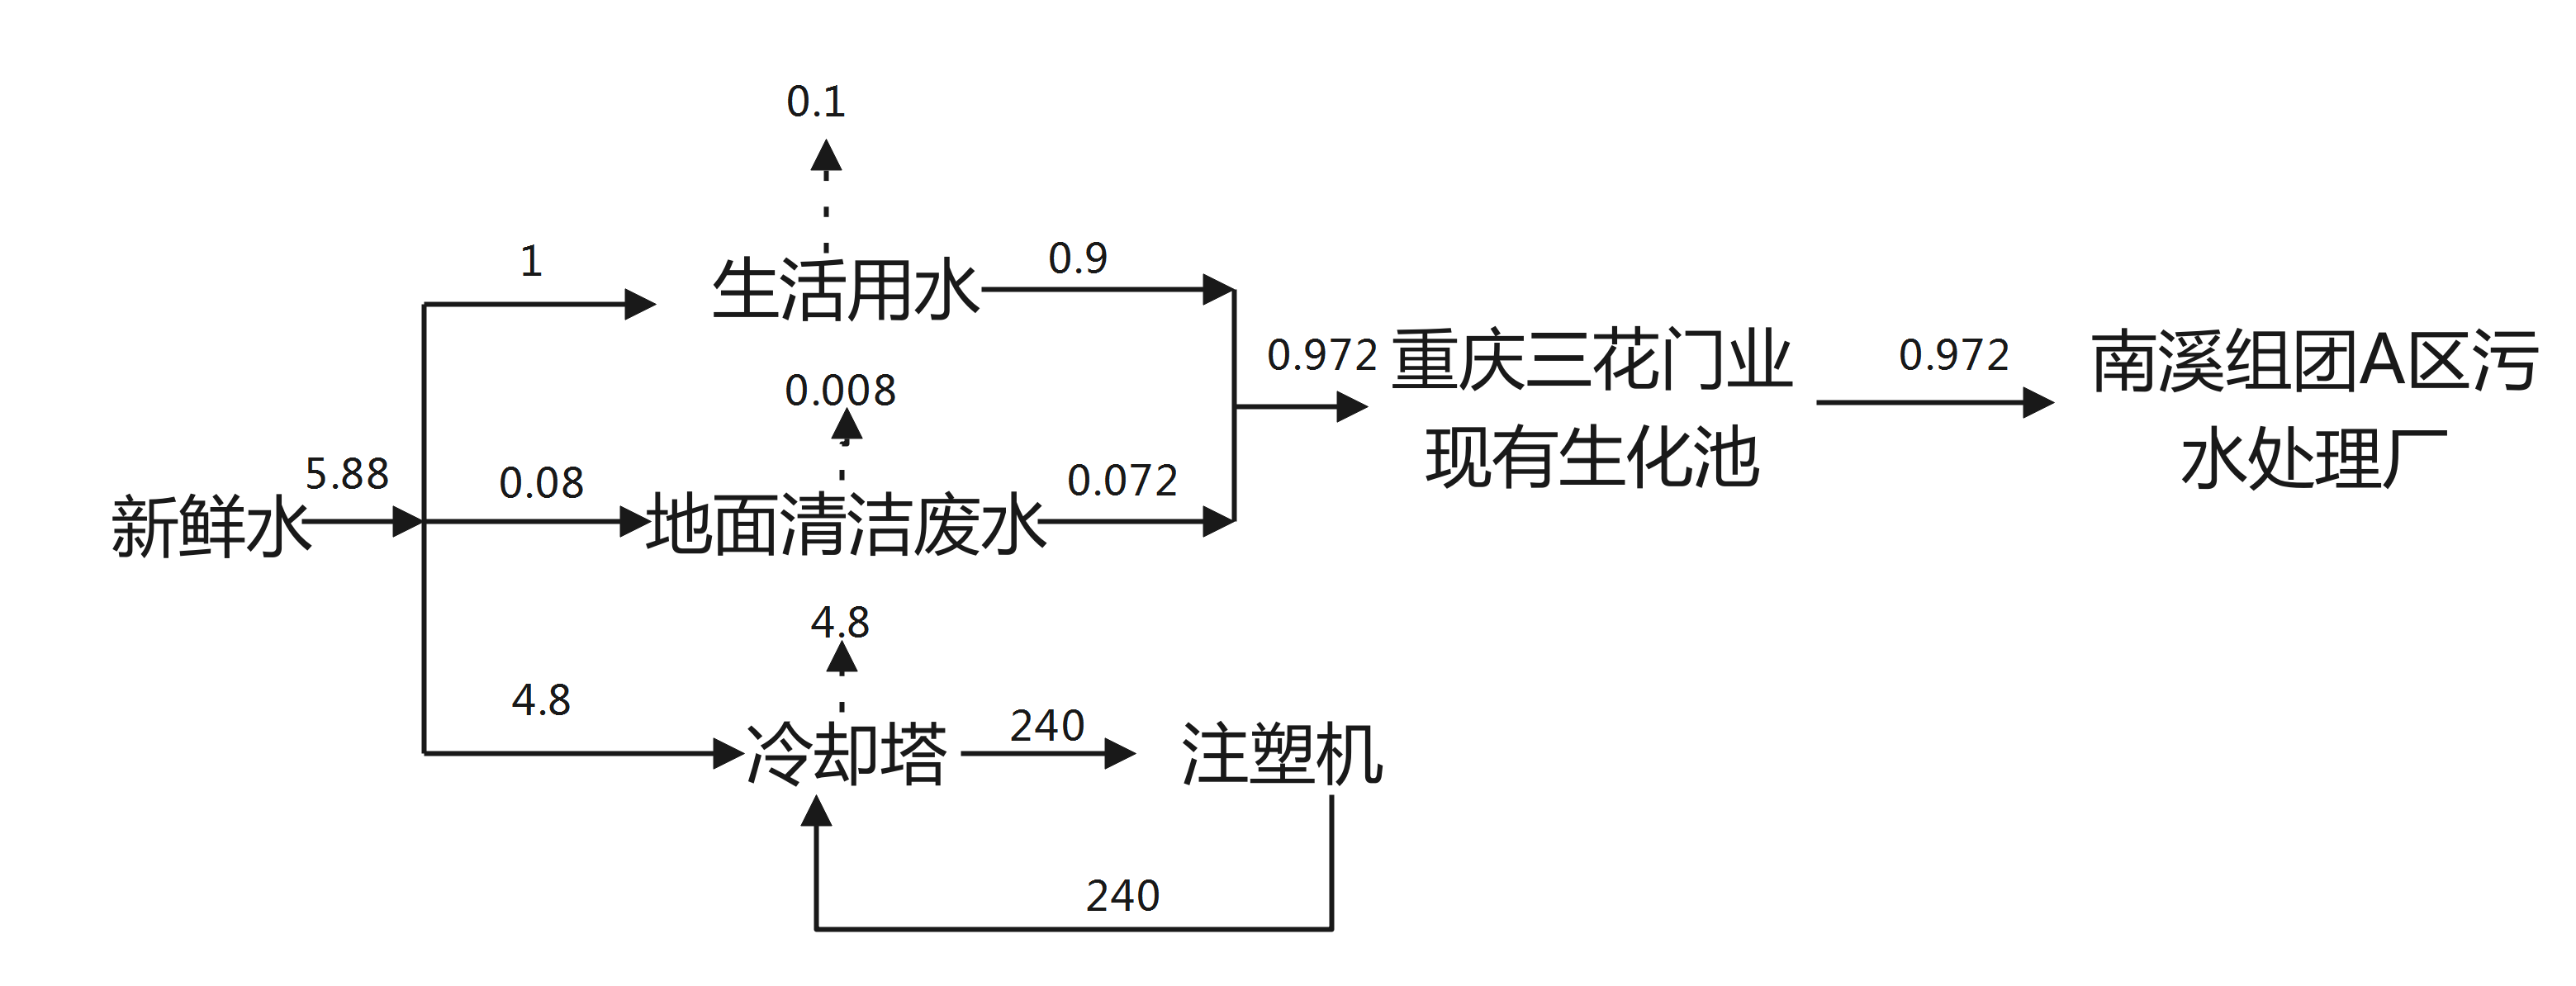 0.1
1
生活用水
0.9
0.008
0.972
重庆三花门业
现有生化池
0.972
南溪组团A区污
水处理厂
5.88
新鲜水
0.08
地面清洁废水
0.072
4.8
4.8
冷却塔
240
注塑机
240